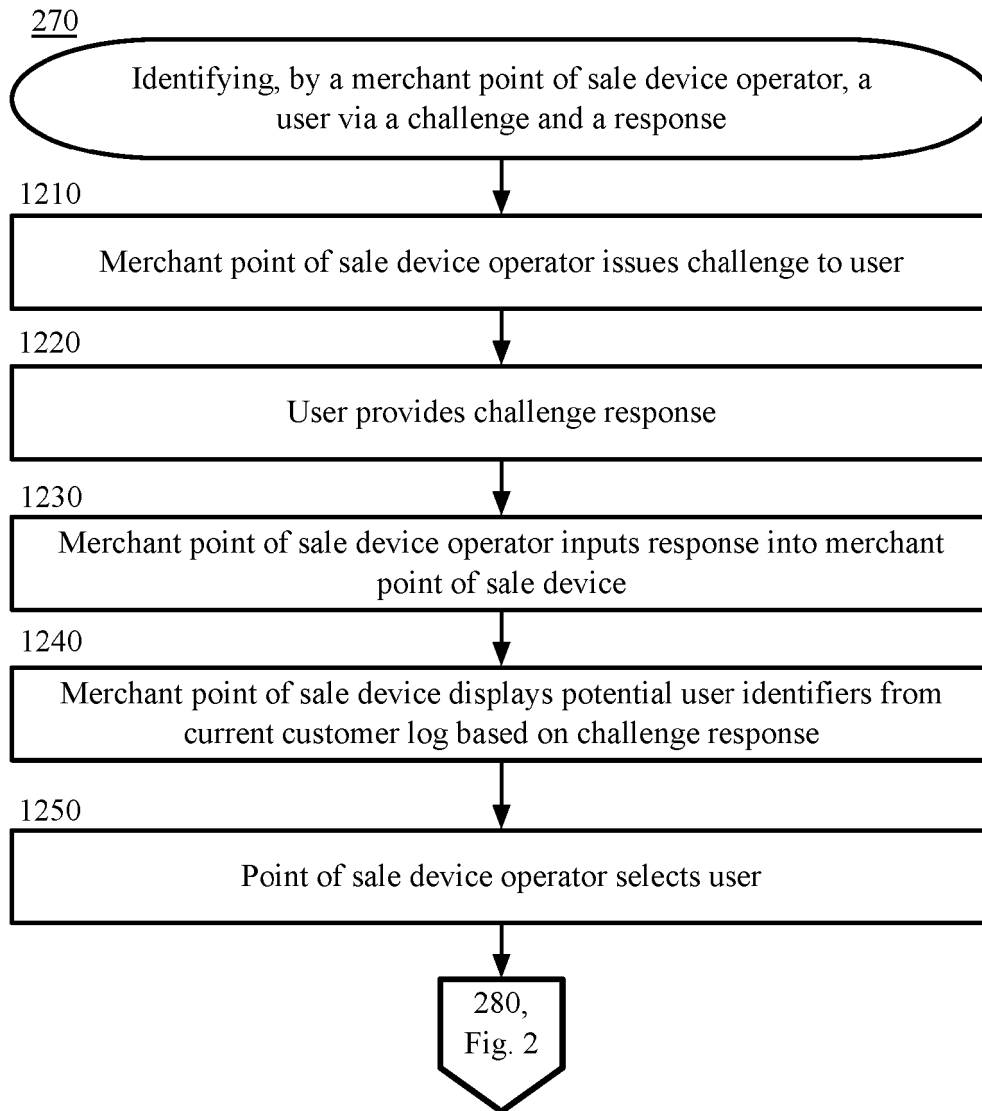 270
Identifying, by a merchant point of sale device operator, a
user via a challenge and a response
1210
Merchant point of sale device operator issues challenge to user
1220
User provides challenge response
1230
Merchant point of sale device operator inputs response into merchant
point of sale device
1240
Merchant point of sale device displays potential user identifiers from
current customer log based on challenge response
1250
Point of sale device operator selects user
280,
Fig. 2